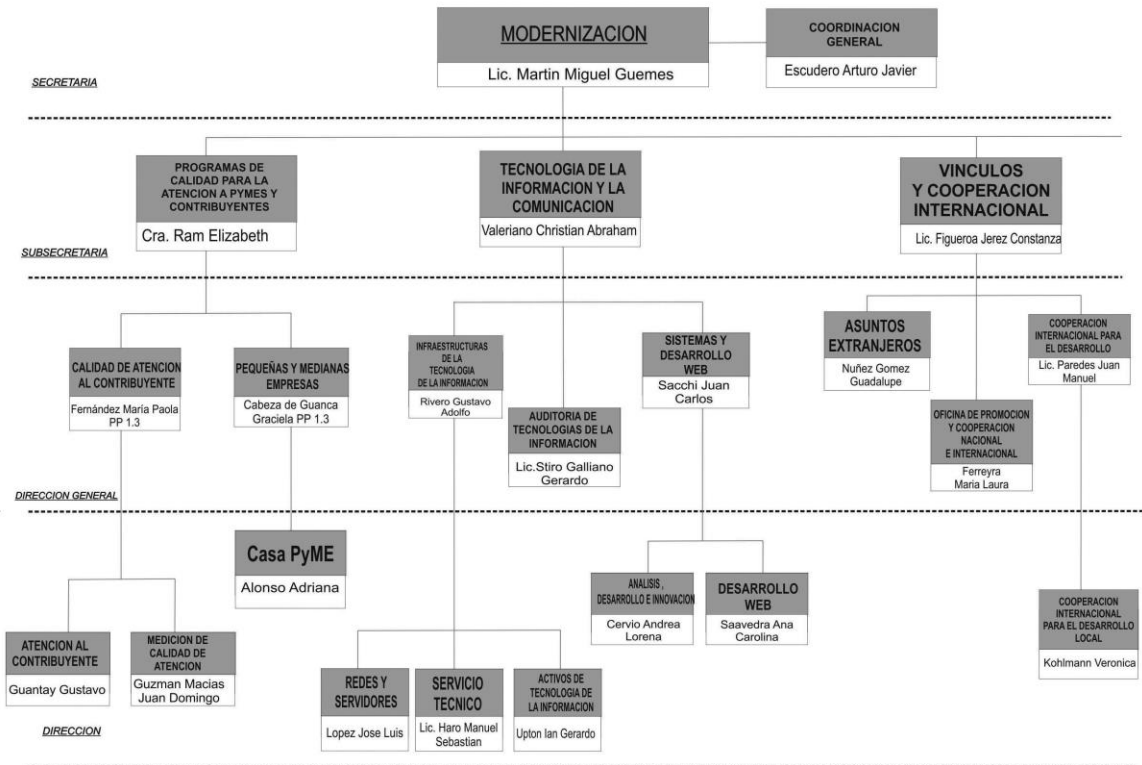 MODERNIZACION
Lic. Martin Miguel Guemes
COORDINACION
GENERAL
Escudero Arturo Javier
SECRETARIA
PROGRAMAS DE
CALIDAD PARA LA
ATENCION A PYMES Y
CONTRIBUYENTES
Cra. Ram Elizabeth
TECNOLOGIA DE LA
INFORMACION Y LA
COMUNICACION
Valeriano Christian Abraham
VINCULOS
Y COOPERACION
INTERNACIONAL
Lic. Figueroa Jerez Constanza
SUBSECRETARIA
CALIDAD DE ATENCION
AL CONTRIBUYENTE
Fernández María Paola
PP 1.3
PEQUEÑAS Y MEDIANAS
EMPRESAS
Cabeza de Guanca
Graciela PP 1.3
INFRAESTRUCTURAS
DE LA
TECNOLOGIA
DE LA INFORMACION
Rivero Gustavo
Adolfo
AUDITORIA DE
TECNOLOGIAS DE LA
INFORMACION
Lic.Stiro Galliano
Gerardo
SISTEMAS Y
DESARROLLO
WEB
Sacchi Juan
Carlos
ASUNTOS
EXTRANJEROS
Nuñez Gomez
Guadalupe
OFICINA DE PROMOCION
Y COOPERACION
NACIONAL
E INTERNACIONAL
Ferreyra
Maria Laura
COOPERACION
INTERNACIONAL PARA
EL DESARROLLO
Lic. Paredes Juan
Manuel
DIRECCION GENERAL
Casa PyME
Alonso Adriana
ATENCION AL
CONTRIBUYENTE
Guantay Gustavo
MEDICION DE
CALIDAD DE
ATENCION
Guzman Macias
Juan Domingo
REDES Y
SERVIDORES
Lopez Jose Luis
SERVICIO
TECNICO
Lic. Haro Manuel
Sebastian
ACTIVOS DE
TECNOLOGIA DE
LA INFORMACION
Upton Ian Gerardo
ANALISIS ,
DESARROLLO E INNOVACION
Cervio Andrea
Lorena
DESARROLLO
WEB
Saavedra Ana
Carolina
COOPERACION
INTERNACIONAL
PARA EL DESARROLLO
LOCAL
Kohlmann Veronica
DIRECCION